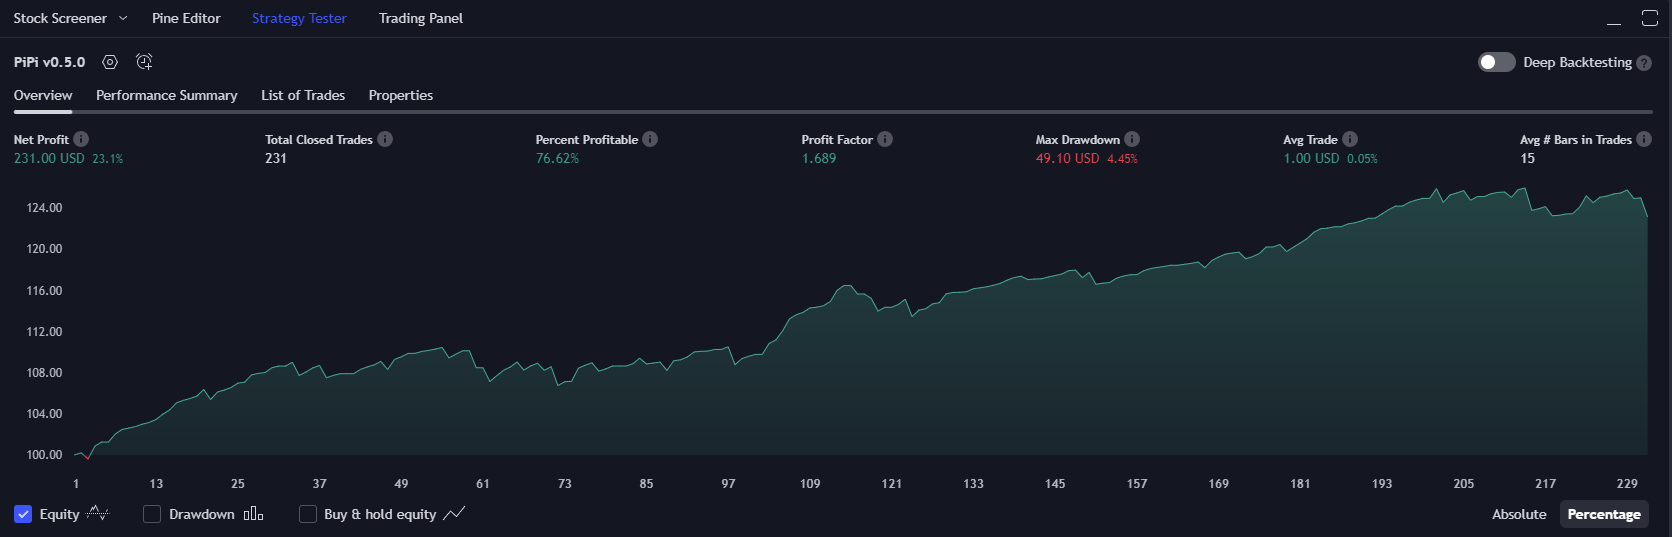 Stock Screener Pine Editor Strategy Tester Trading Panel
PiPi v0.5.0 Deep Backtesting ?
Overview Performance Summary List of Trades Properties
Net Profit i Total Closed Trades i Percent Profitable i Profit Factor i Max Drawdown i Avg Trade i Avg # Bars in Trades i
231.00 USD 23.1% 231 76.62% 1.689 49.10 USD 4.45% 1.00 USD 0.05% 15
124.00
120.00
116.00
112.00
108.00
104.00
100.00
1 13 25 37 49 61 73 85 97 109 121 133 145 157 169 181 193 205 217 229
Equity Drawdown Buy & hold equity Absolute Percentage